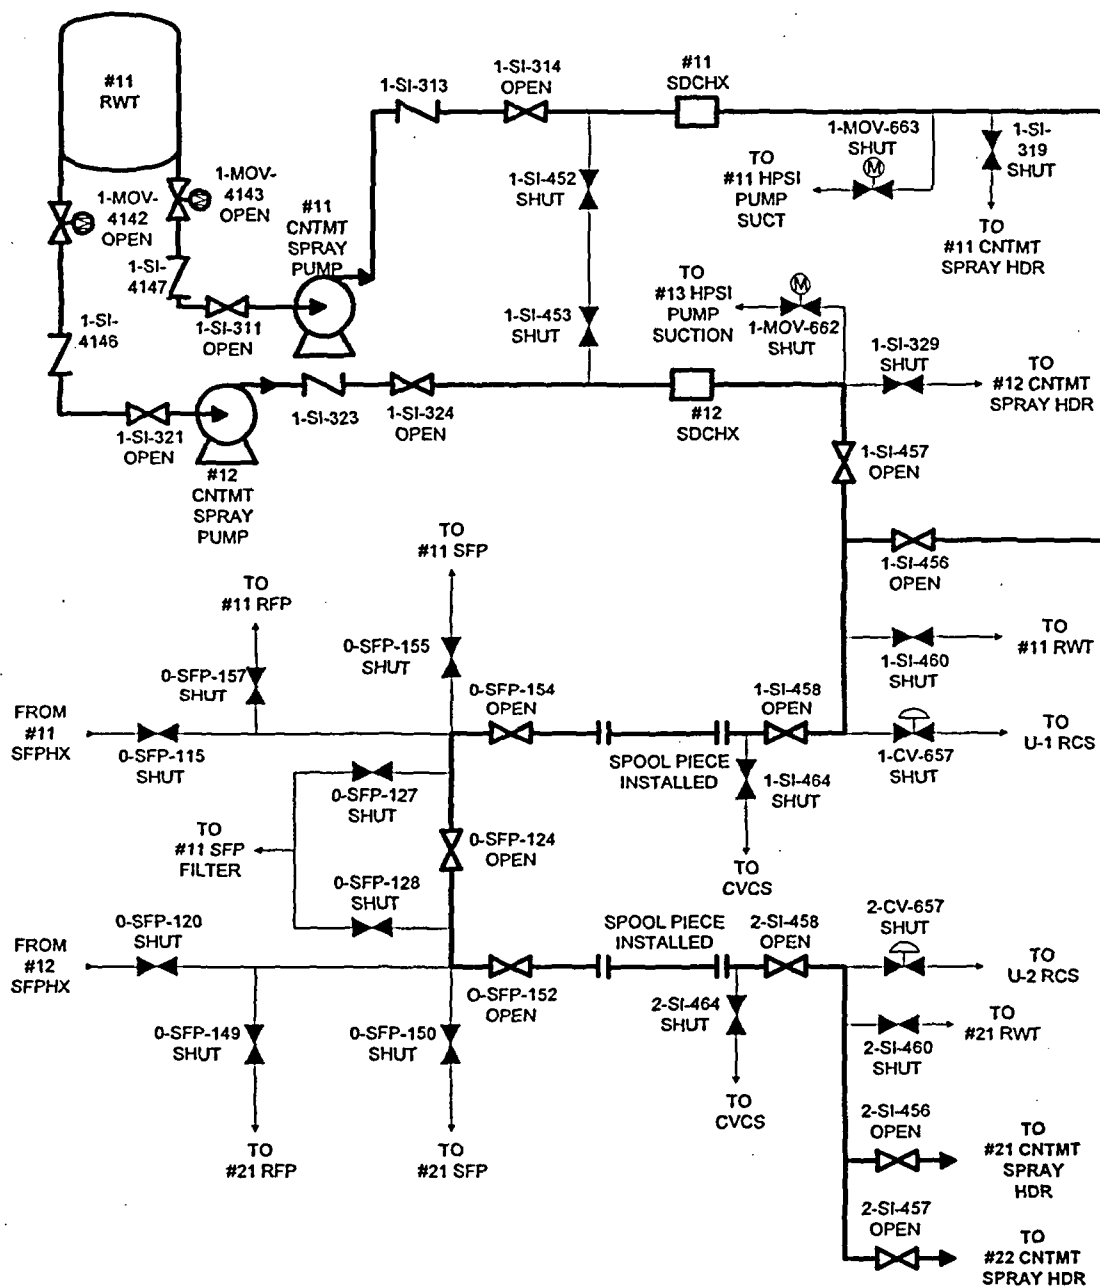 #11
RWT
1-SI-313
1-SI-314
OPEN
#11
SDCHX
1-MOV-663
SHUT
1-SI-
319
SHUT
TO
#11 HPSI
PUMP
SUCT
TO
#11 CNTMT
SPRAY HDR
1-MOV-
4143
OPEN
1-MOV-
4142
OPEN
#11
CNTMT
SPRAY
PUMP
1-SI-452
SHUT
1-SI-
4147
1-SI-311
OPEN
1-SI-
4146
TO
#13 HPSI
PUMP
SUCTION
1-MOV-662
SHUT
1-SI-453
SHUT
1-SI-329
SHUT
TO
#12 CNTMT
SPRAY HDR
1-SI-321
OPEN
1-SI-323
1-SI-324
OPEN
#12
SDCHX
#12
CNTMT
SPRAY
PUMP
1-SI-457
OPEN
1-SI-456
OPEN
TO
#11 SFP
TO
#11 RFP
0-SFP-155
SHUT
0-SFP-157
SHUT
1-SI-460
SHUT
TO
#11 RWT
FROM
#11
SFPHX
0-SFP-115
SHUT
0-SFP-154
OPEN
SPOOL PIECE
INSTALLED
1-SI-458
OPEN
1-SI-464
SHUT
1-CV-657
SHUT
TO
U-1 RCS
0-SFP-127
SHUT
TO
#11 SFP
FILTER
0-SFP-124
OPEN
0-SFP-128
SHUT
TO
CVCS
FROM
#12
SFPHX
0-SFP-120
SHUT
SPOOL PIECE
INSTALLED
2-SI-458
OPEN
2-CV-657
SHUT
TO
U-2 RCS
O-SFP-152
OPEN
2-SI-464
SHUT
0-SFP-149
SHUT
0-SFP-150
SHUT
2-SI-460
SHUT
TO
#21 RWT
TO
CVCS
TO
#21 RFP
TO
#21 SFP
2-SI-456
OPEN
TO
#21 CNTMT
SPRAY
HDR
2-SI-457
OPEN
TO
#22 CNTMT
SPRAY HDR
M
M